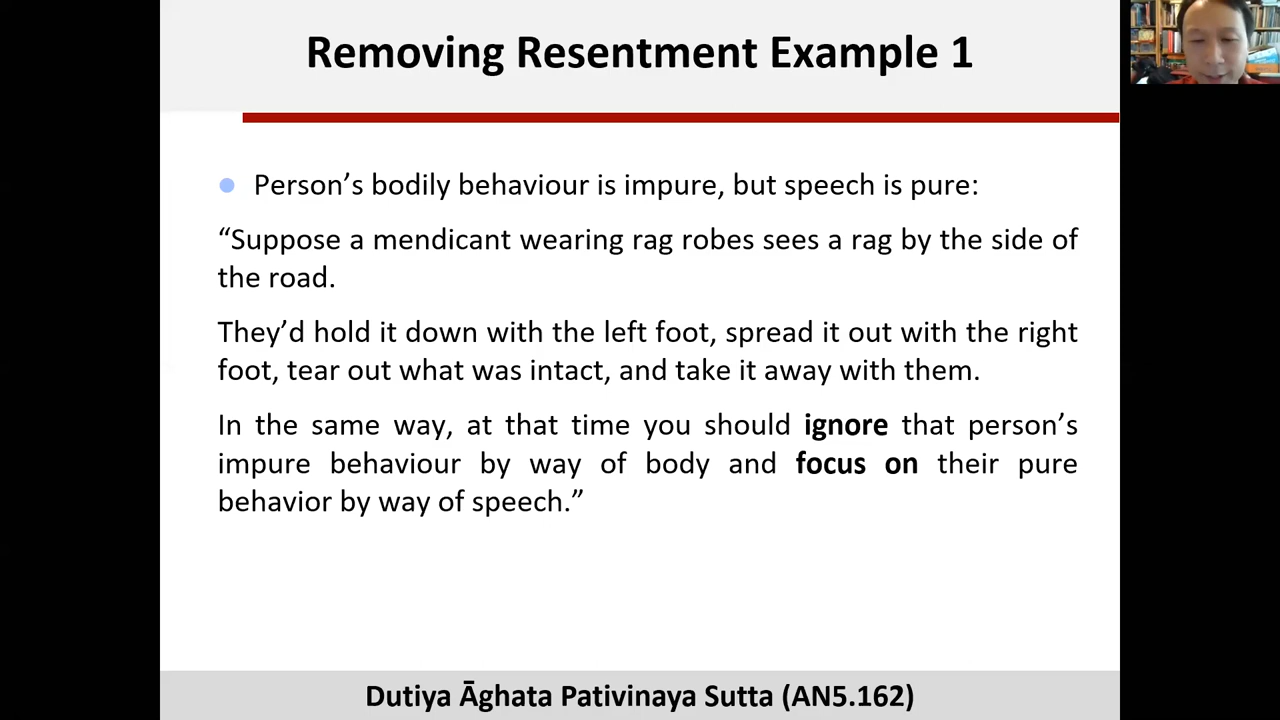 Removing Resentment Example 1
Person’s bodily behaviour is impure, but speech is pure:
“Suppose a mendicant wearing rag robes sees a rag by the side of
the road.
They’d hold it down with the left foot, spread it out with the right
foot, tear out what was intact, and take it away with them.
In the same way, at that time you should ignore that person’s
impure behaviour by way of body and focus on their pure
behavior by way of speech.”
Dutiya Āghata Pativinaya Sutta (AN5.162)